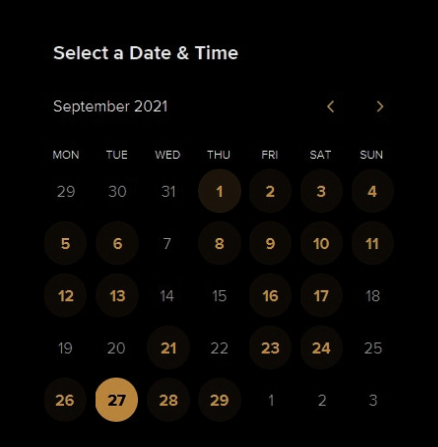 Select a Date & Time
September 2021
MON TUE WED THU FRI SAT SUN
29 30 31 1 2 3 4
5 6 7 8 9 10 11
12 13 14 15 16 17 18
19 20 21 22 23 24 25
26 27 28 29 1 2 3